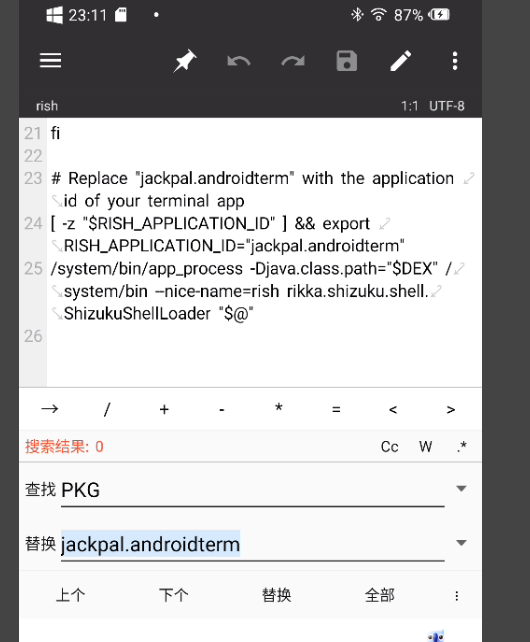 23:11 87%
rish 1:1 UTF-8
21 fi
22
23 # Replace "jackpal.androidterm" with the application
id of your terminal app
24 [ -z "$RISH_APPLICATION_ID" ] && export
RISH_APPLICATION_ID="jackpal.androidterm"
25 /system/bin/app_process -Djava.class.path="$DEX" /
system/bin --nice-name=rish rikka.shizuku.shell.
ShizukuShellLoader "$@"
26
→ / + - * = < >
搜索结果: 0 Cc W .*
查找 PKG
替换 jackpal.androidterm
上个 下个 替换 全部